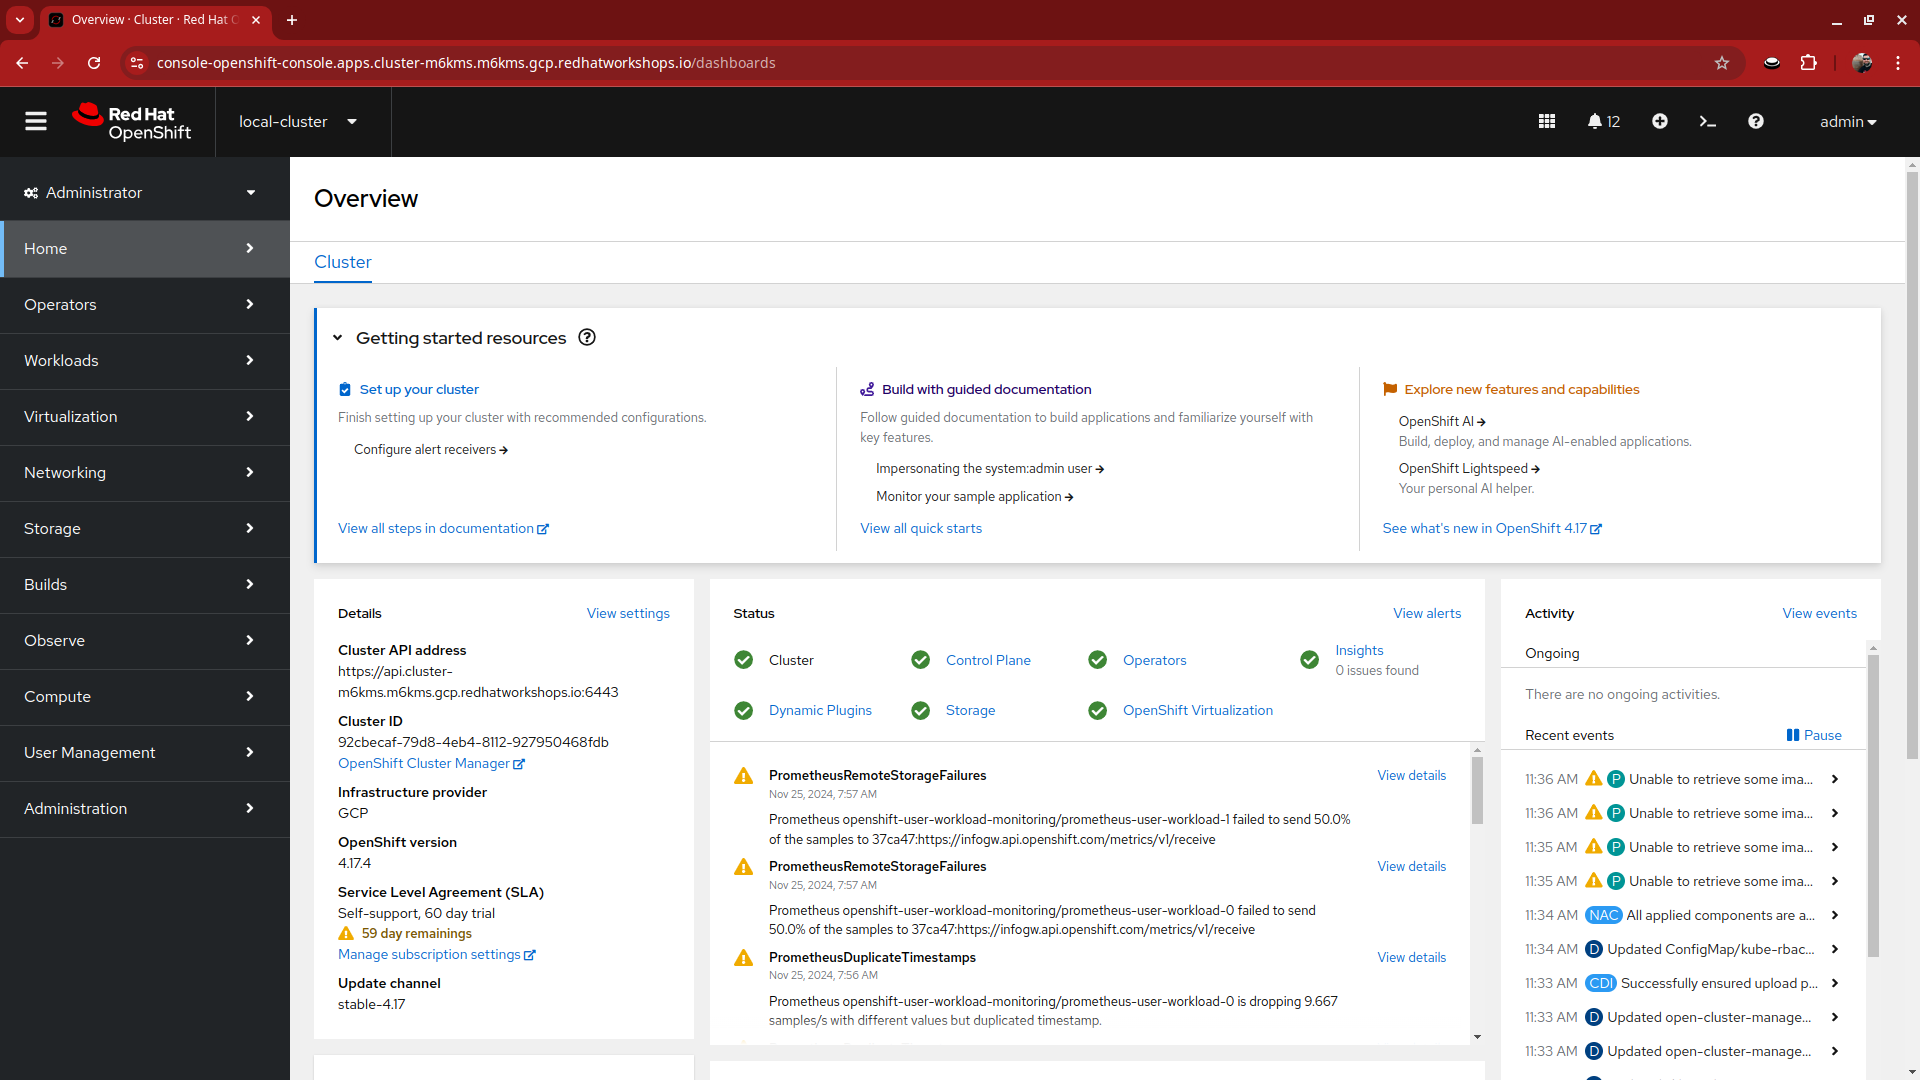 Overview · Cluster · Red Hat
console-openshift-console.apps.cluster-m6kms.m6kms.gcp.redhatworkshops.io/dashboards
Red Hat
OpenShift
local-cluster
12
admin
Administrator
Home
Operators
Workloads
Virtualization
Networking
Storage
Builds
Observe
Compute
User Management
Administration
Overview
Cluster
Getting started resources
Set up your cluster
Finish setting up your cluster with recommended configurations.
Configure alert receivers
View all steps in documentation
Build with guided documentation
Follow guided documentation to build applications and familiarize yourself with
key features.
Impersonating the system:admin user
Monitor your sample application
View all quick starts
Explore new features and capabilities
OpenShift AI
Build, deploy, and manage AI-enabled applications.
OpenShift Lightspeed
Your personal AI helper.
See what's new in OpenShift 4.17
Details
View settings
Cluster API address
https://api.cluster-
m6kms.m6kms.gcp.redhatworkshops.io:6443
Cluster ID
92cbecaf-79d8-4eb4-8112-927950468fdb
OpenShift Cluster Manager
Infrastructure provider
GCP
OpenShift version
4.17.4
Service Level Agreement (SLA)
Self-support, 60 day trial
59 day remainings
Manage subscription settings
Update channel
stable-4.17
Status
View alerts
Cluster
Control Plane
Operators
Insights
0 issues found
Dynamic Plugins
Storage
OpenShift Virtualization
PrometheusRemoteStorageFailures
View details
Nov 25, 2024, 7:57 AM
Prometheus openshift-user-workload-monitoring/prometheus-user-workload-1 failed to send 50.0%
of the samples to 37ca47:https://infogw.api.openshift.com/metrics/v1/receive
PrometheusRemoteStorageFailures
View details
Nov 25, 2024, 7:57 AM
Prometheus openshift-user-workload-monitoring/prometheus-user-workload-0 failed to send
50.0% of the samples to 37ca47:https://infogw.api.openshift.com/metrics/v1/receive
PrometheusDuplicateTimestamps
View details
Nov 25, 2024, 7:56 AM
Prometheus openshift-user-workload-monitoring/prometheus-user-workload-0 is dropping 9.667
samples/s with different values but duplicated timestamp.
Activity
View events
Ongoing
There are no ongoing activities.
Recent events
Pause
11:36 AM P Unable to retrieve some ima...
11:36 AM P Unable to retrieve some ima...
11:35 AM P Unable to retrieve some ima...
11:35 AM P Unable to retrieve some ima...
11:34 AM NAC All applied components are a...
11:34 AM D Updated ConfigMap/kube-rbac...
11:33 AM CDI Successfully ensured upload p...
11:33 AM D Updated open-cluster-manage...
11:33 AM D Updated open-cluster-manage...